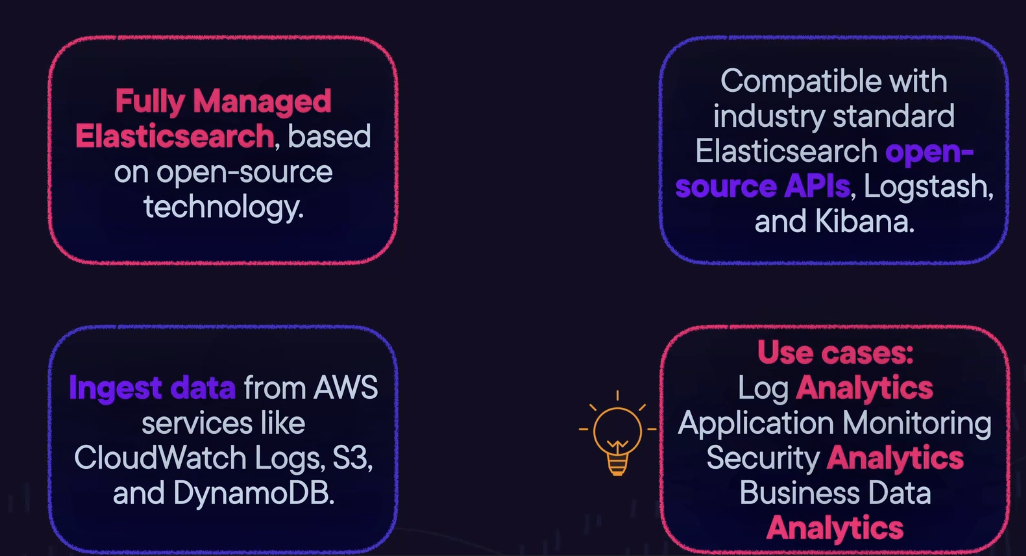 Fully Managed
Elasticsearch, based
on open-source
technology.
Compatible with
industry standard
Elasticsearch open-
source APIs, Logstash,
and Kibana.
Ingest data from AWS
services like
CloudWatch Logs, S3,
and DynamoDB.
Use cases:
Log Analytics
Application Monitoring
Security Analytics
Business Data
Analytics